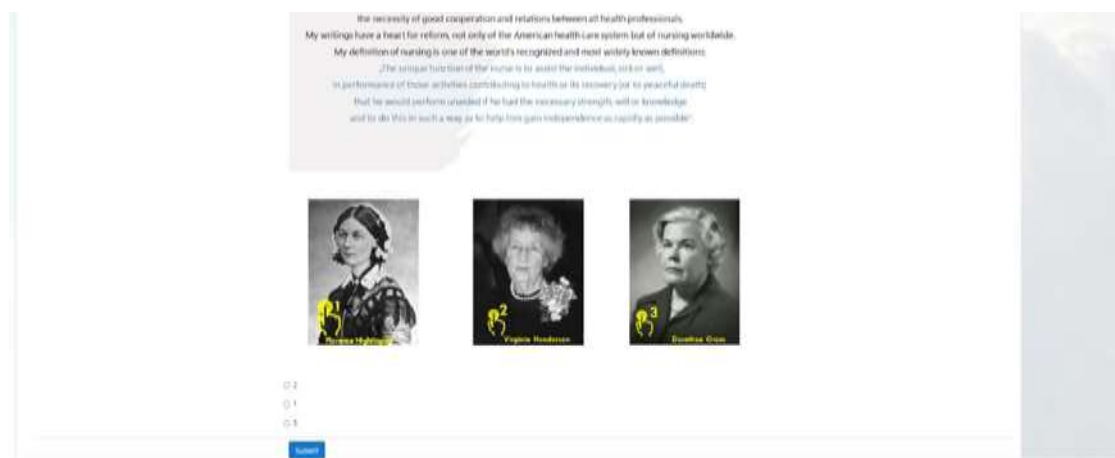 the necessity of good cooperation and relations between all health professionals.
My writings have a heart for reform, not only of the American health care system but of nursing worldwide.
My definition of nursing is one of the world's recognized and most widely known definitions:
„The unique function of the nurse is to assist the individual, sick or well,
in performance of those activities contributing to health or its recovery (or to peaceful death)
that he would perform unaided if he had the necessary strength, will or knowledge
and to do this in such a way as to help him gain independence as rapidly as possible".
1
2
3
Florence Nightingale
Virginia Henderson
Dorothea Orem
2
1
3
Submit